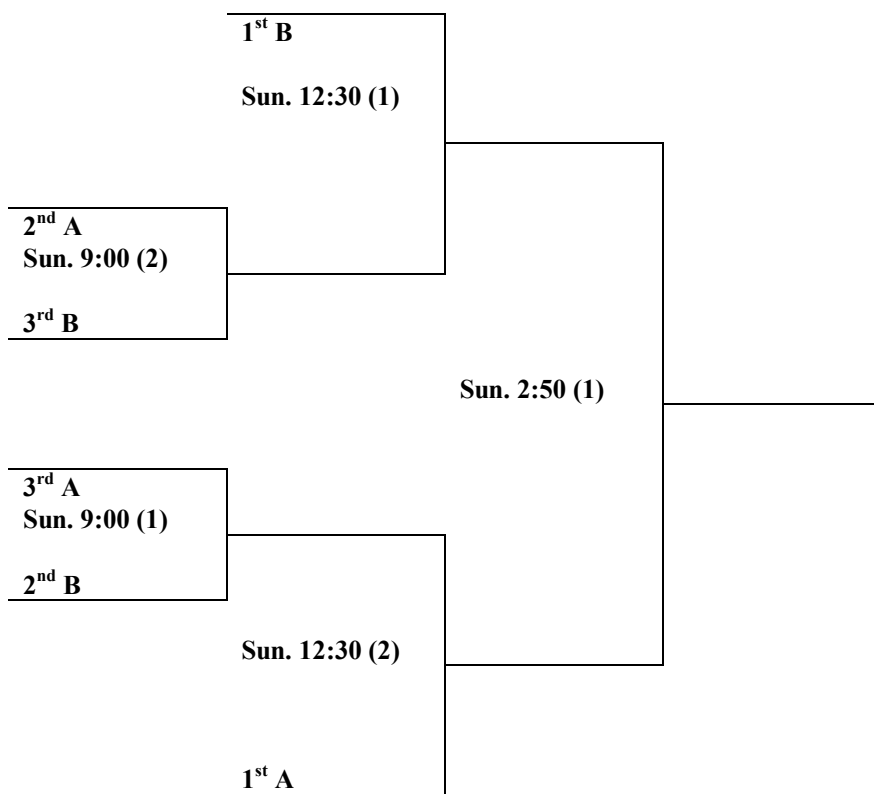 1st B
Sun. 12:30 (1)
2nd A
Sun. 9:00 (2)
3rd B
Sun. 2:50 (1)
3rd A
Sun. 9:00 (1)
2nd B
Sun. 12:30 (2)
1st A